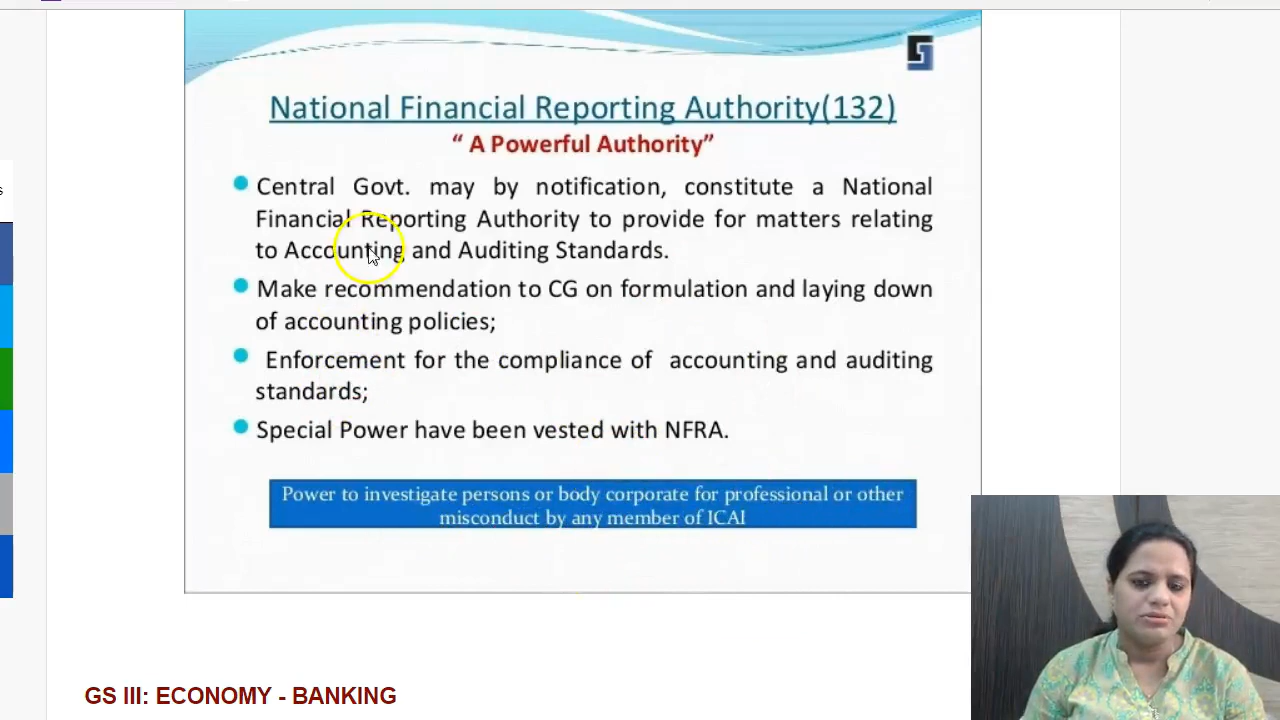 National Financial Reporting Authority(132)
“ A Powerful Authority”
Central Govt. may by notification, constitute a National
Financial Reporting Authority to provide for matters relating
to Accounting and Auditing Standards.
Make recommendation to CG on formulation and laying down
of accounting policies;
Enforcement for the compliance of accounting and auditing
standards;
Special Power have been vested with NFRA.
Power to investigate persons or body corporate for professional or other
misconduct by any member of ICAI
s
GS III: ECONOMY - BANKING